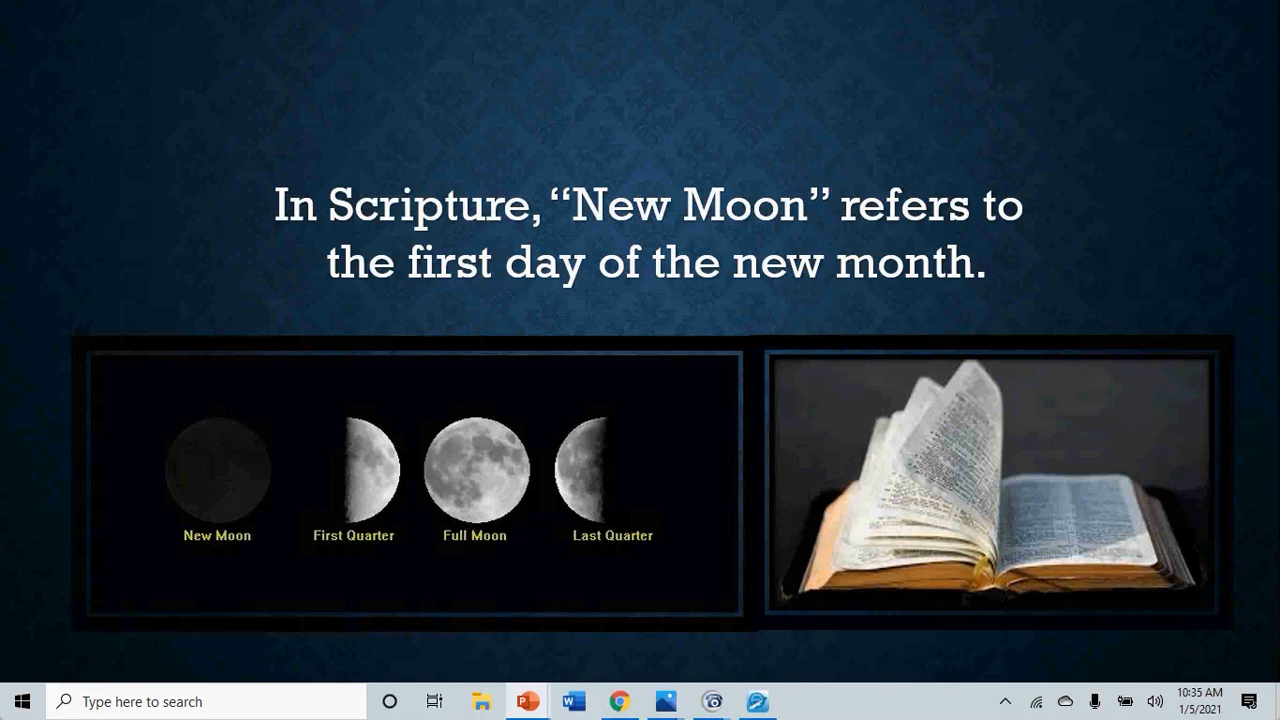 In Scripture, “New Moon” refers to
the first day of the new month.
New Moon First Quarter Full Moon Last Quarter
Type here to search
10:35 AM
1/5/2021